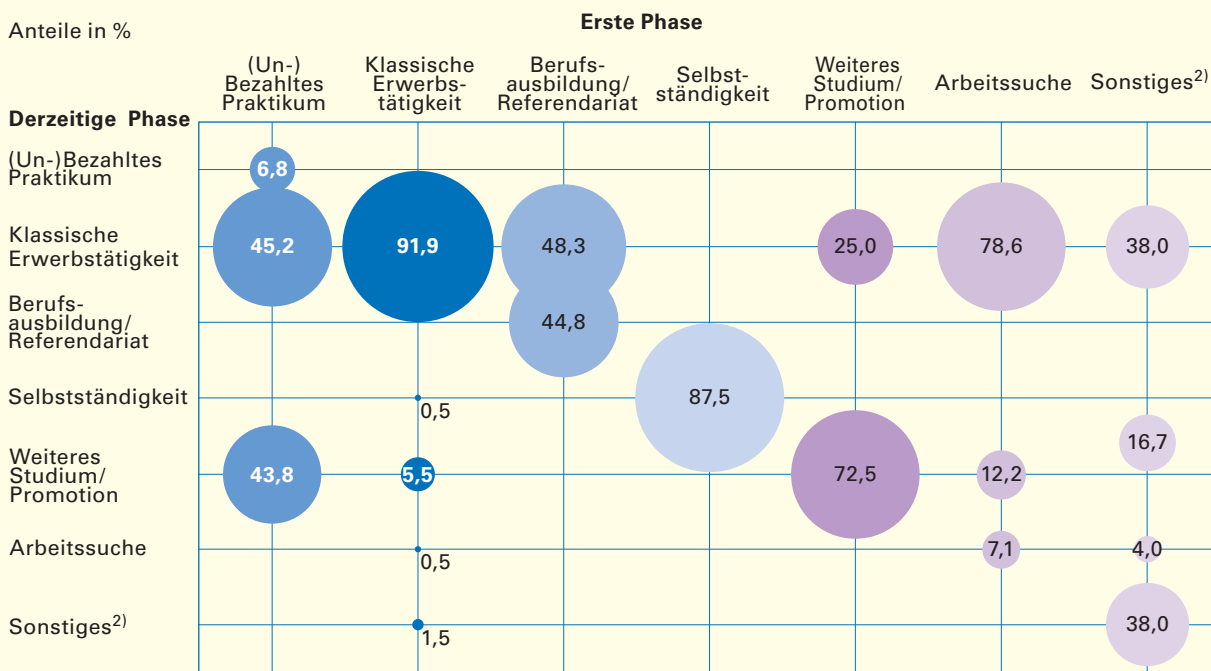 Anteile in %
Erste Phase
(Un-)
Bezahltes
Praktikum
Klassische
Erwerbs-
tätigkeit
Berufs-
ausbildung/
Referendariat
Selbst-
ständigkeit
Weiteres
Studium/
Promotion
Arbeitssuche
Sonstiges2)
Derzeitige Phase
(Un-)Bezahltes
Praktikum
6,8
Klassische
Erwerbstätigkeit
45,2
91,9
48,3
25,0
78,6
38,0
Berufs-
ausbildung/
Referendariat
44,8
Selbstständigkeit
0,5
87,5
Weiteres
Studium/
Promotion
43,8
5,5
72,5
12,2
16,7
Arbeitssuche
0,5
7,1
4,0
Sonstiges2)
1,5
38,0